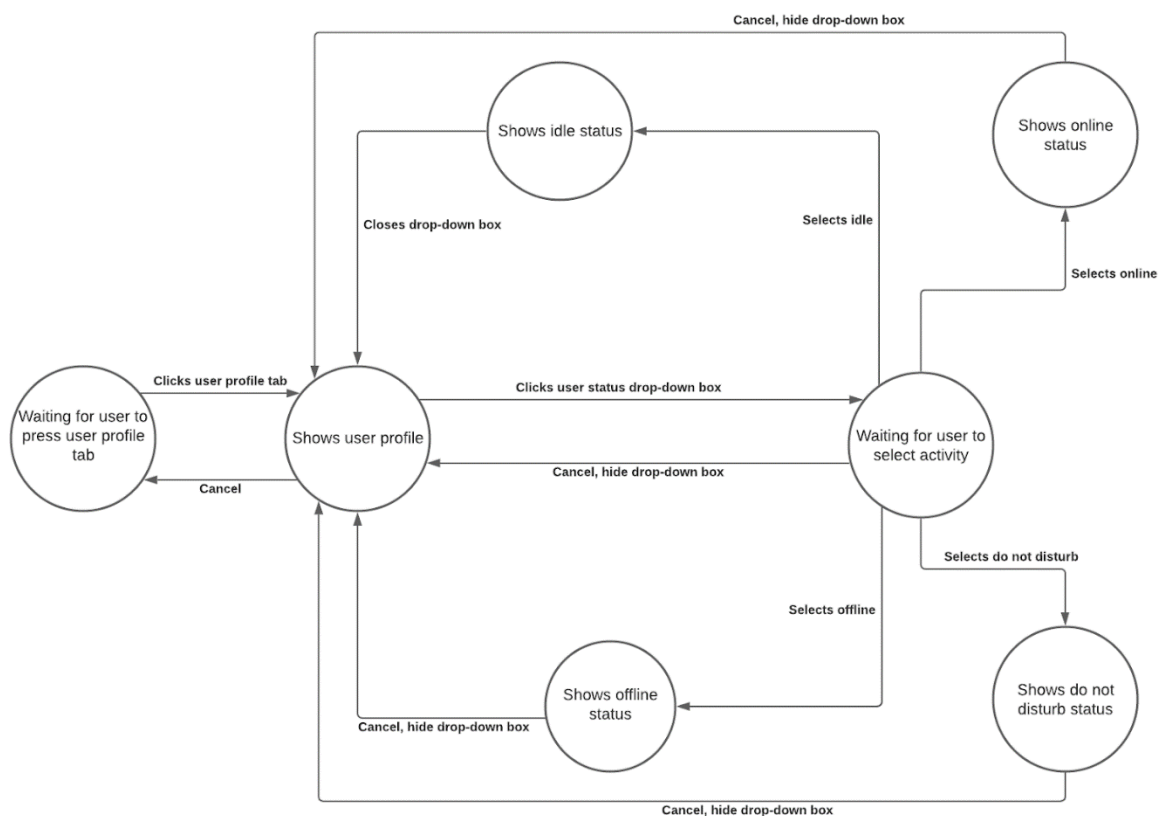 Cancel, hide drop-down box
Shows idle status
Shows online
status
Closes drop-down box
Selects idle
Selects online
Clicks user profile tab
Clicks user status drop-down box
Waiting for user to
press user profile
tab
Shows user profile
Waiting for user to
select activity
Cancel, hide drop-down box
Cancel
Selects do not disturb
Selects offline
Shows offline
status
Shows do not
disturb status
Cancel, hide drop-down box
Cancel, hide drop-down box